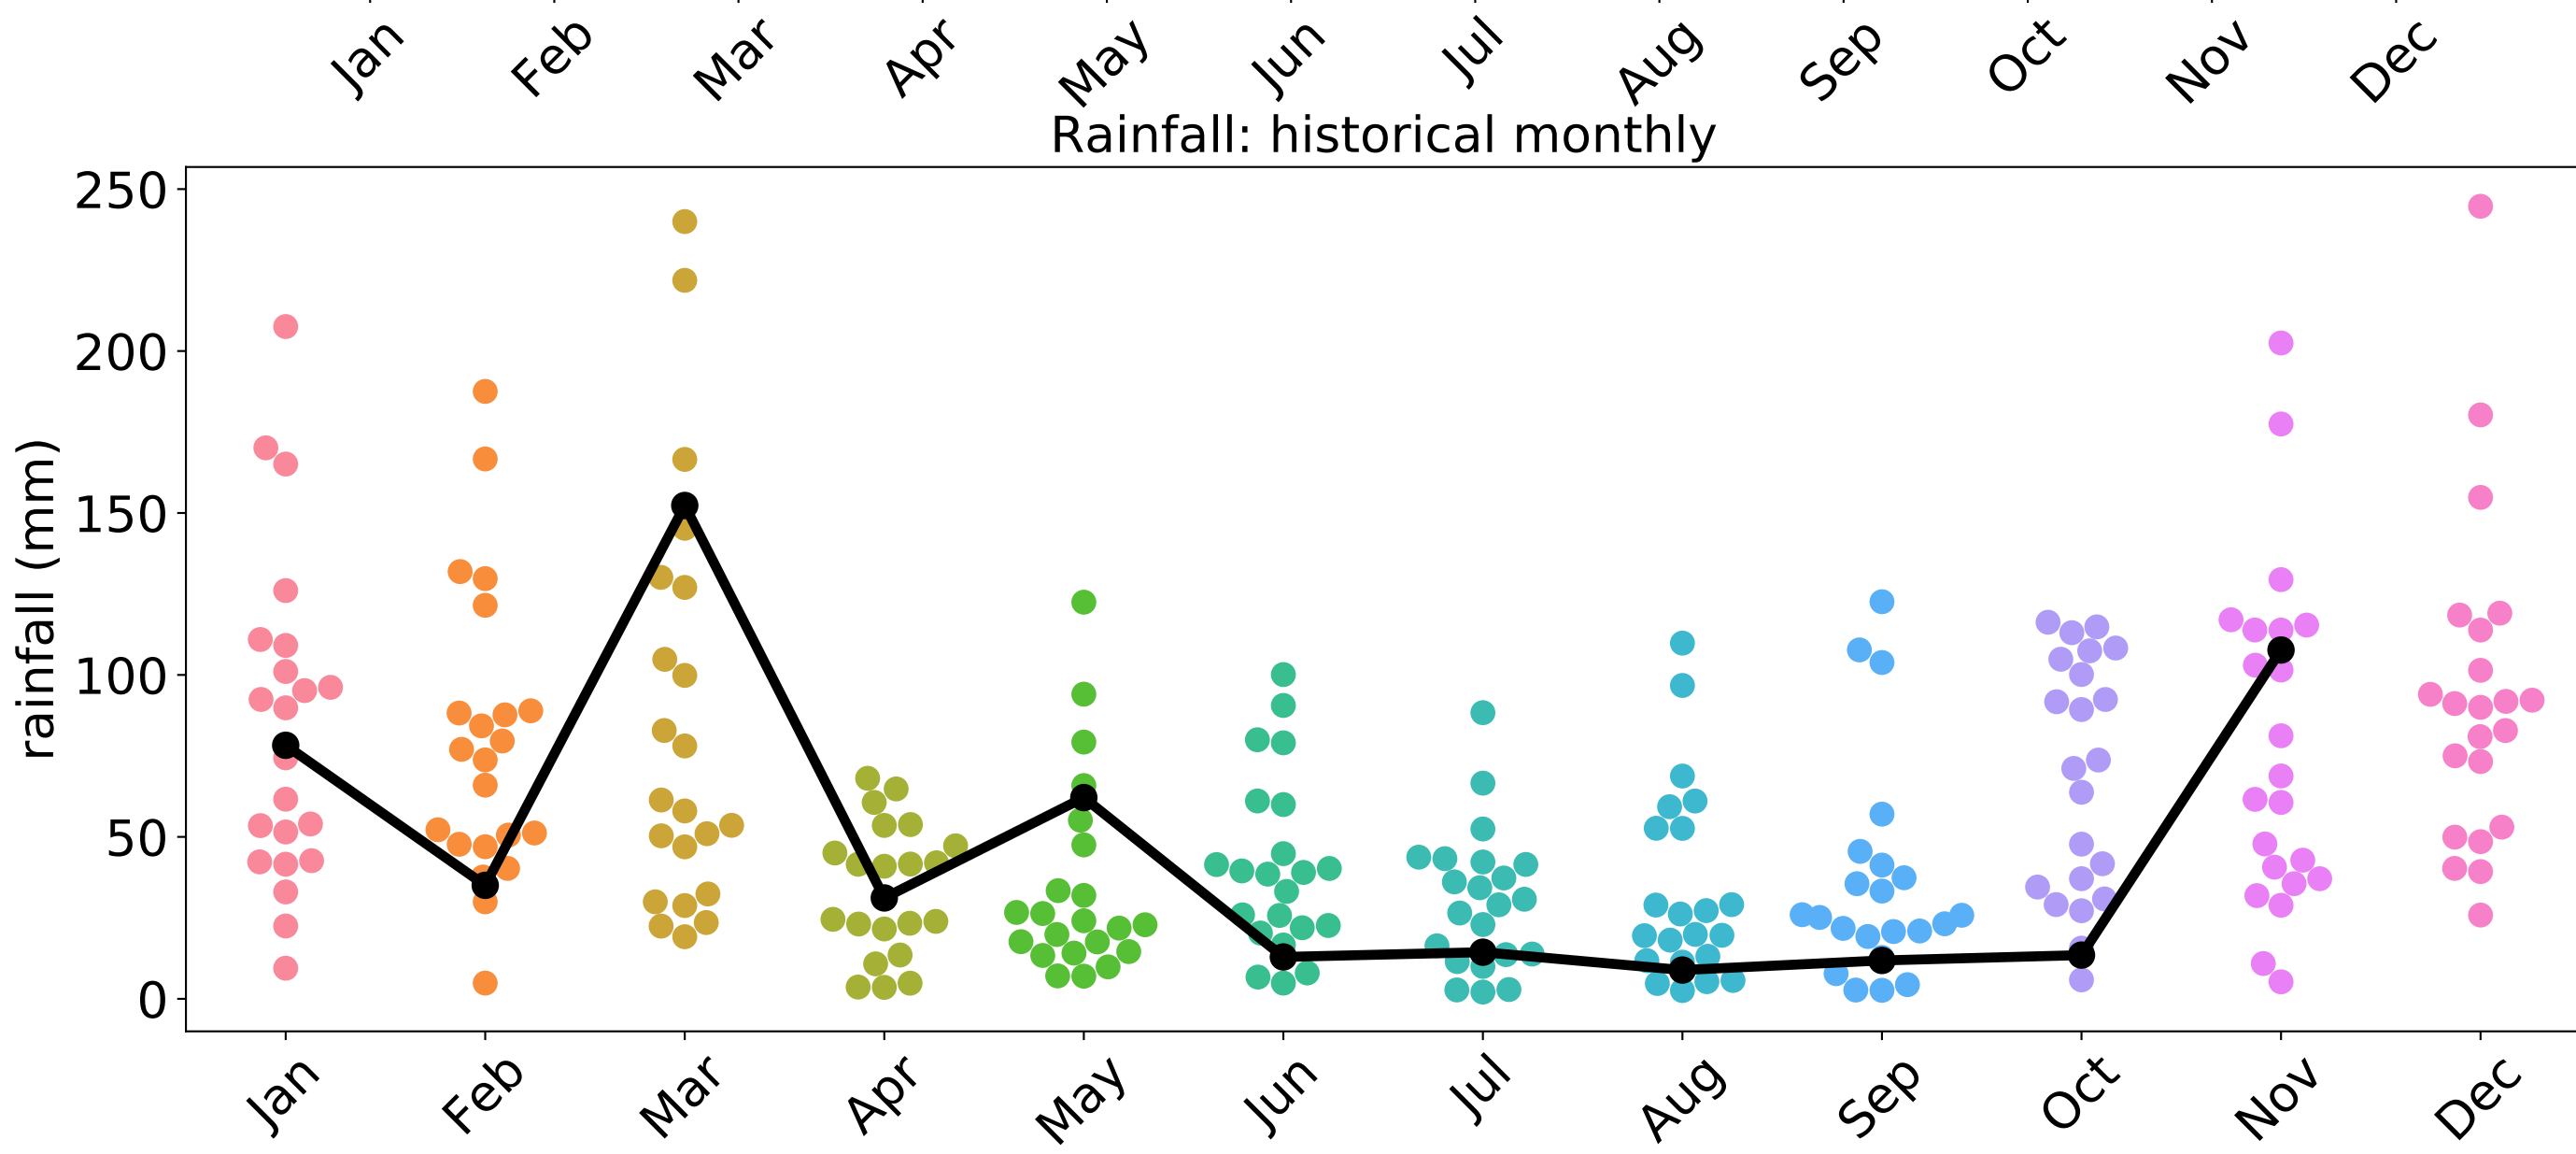 Jan Feb Mar Apr May Jun Jul Aug Sep Oct Nov Dec
Rainfall: historical monthly
250
200
150
100
50
0
rainfall (mm)
Jan Feb Mar Apr May Jun Jul Aug Sep Oct Nov Dec